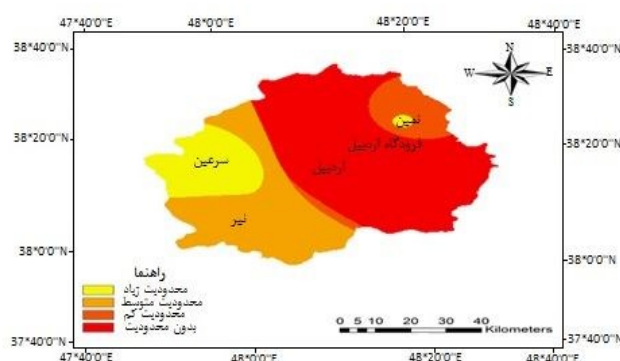 47°40'0"E 48°0'0"E 48°20'0"E 48°40'0"E
38°40'0"N 38°40'0"N
N
W E
S
نمین
38°20'0"N 38°20'0"N
فرودگاه اردبیل
سرعین
اردبیل
نیر
38°0'0"N 38°0'0"N
راهنما
محدودیت زیاد
محدودیت متوسط
محدودیت کم
بدون محدودیت
0 5 10 20 30 40
Kilometers
37°40'0"N 37°40'0"N
47°40'0"E 48°0'0"E 48°20'0"E 48°40'0"E